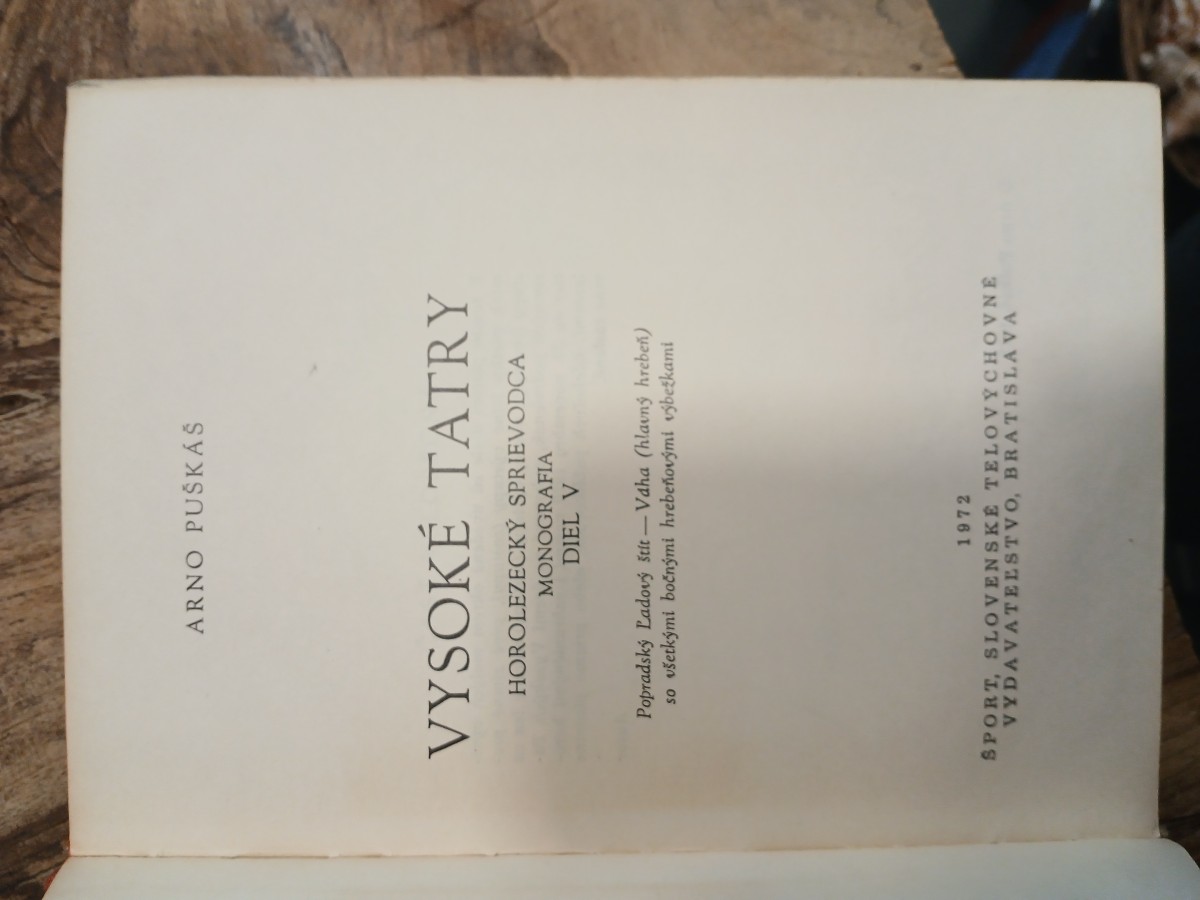 ARNO PUŠKÁŠ
VYSOKÉ TATRY
HOROLEZECKÝ SPRIEVODCA
MONOGRAFIA
DIEL V
Popradský Ľadový štít — Váha (hlavný hrebeň)
so všetkými bočnými hrebeňovými výbežkami
1972
ŠPORT, SLOVENSKÉ TELOVÝCHOVNÉ
VYDAVATEĽSTVO, BRATISLAVA